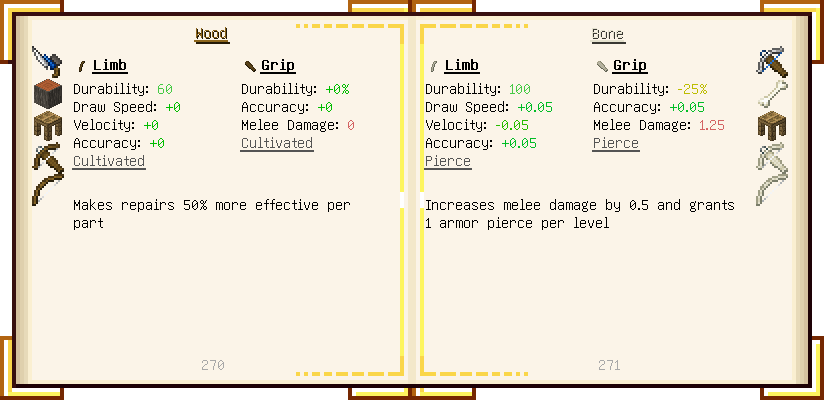 Wood
Limb
Durability: 60
Draw Speed: +0
Velocity: +0
Accuracy: +0
Cultivated
Grip
Durability: +0%
Accuracy: +0
Melee Damage: 0
Cultivated
Makes repairs 50% more effective per
part
270
Bone
Limb
Durability: 100
Draw Speed: +0.05
Velocity: -0.05
Accuracy: +0.05
Pierce
Grip
Durability: -25%
Accuracy: +0.05
Melee Damage: 1.25
Pierce
Increases melee damage by 0.5 and grants
1 armor pierce per level
271